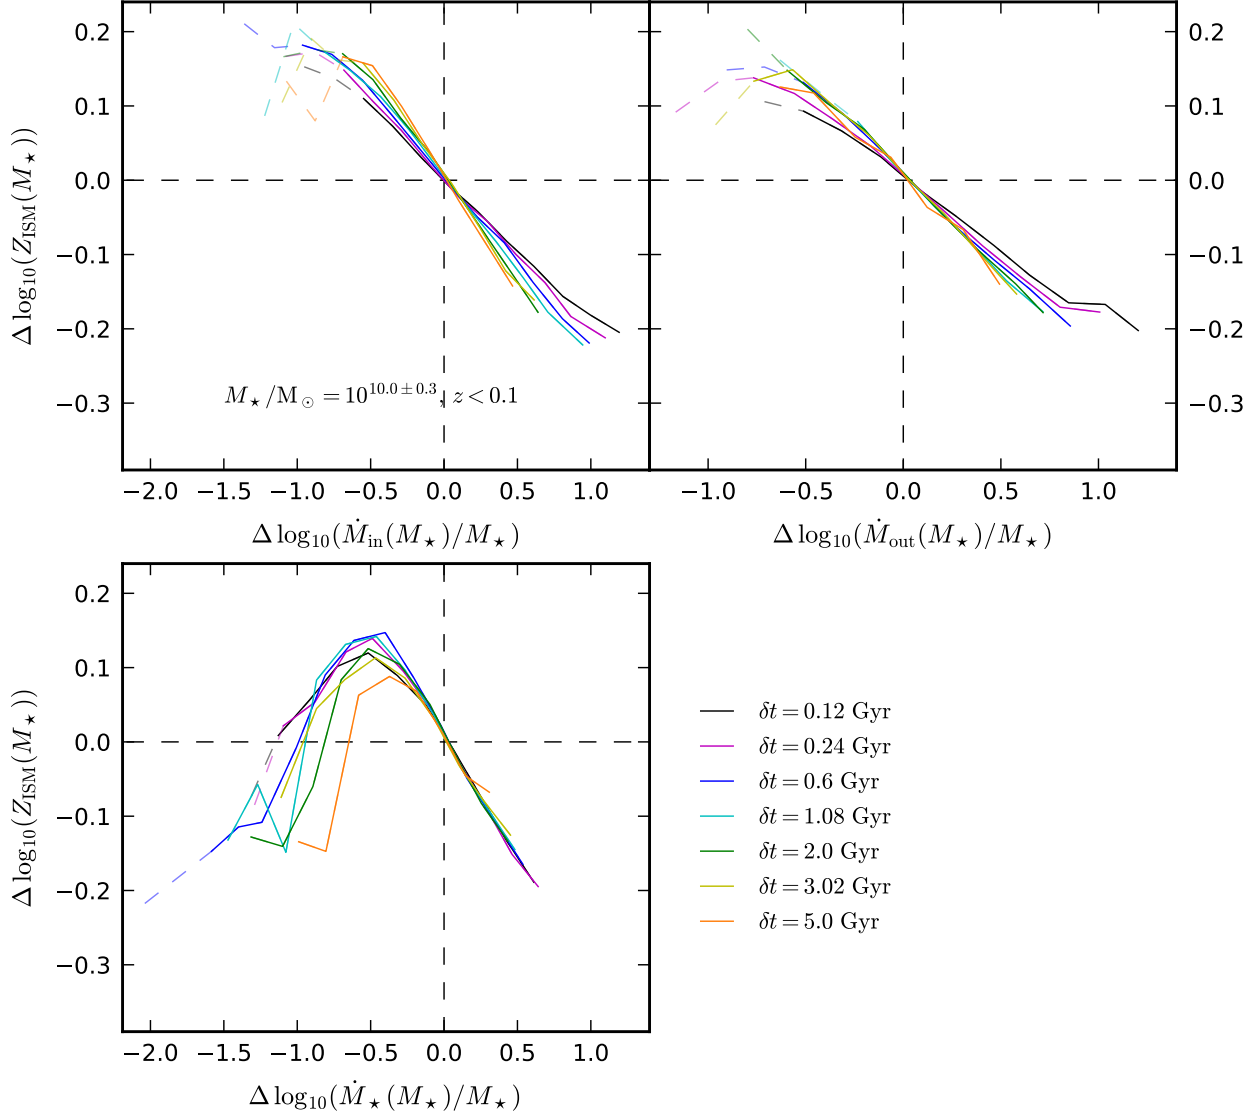 0.2
0.1
0.0
−0.1
−0.2
−0.3
Δ log₁₀(Z_ISM(M⋆))
M⋆/M⊙ = 10^{10.0±0.3}, z < 0.1
−2.0 −1.5 −1.0 −0.5 0.0 0.5 1.0
Δ log₁₀(Ṁ_in(M⋆)/M⋆)
0.2
0.1
0.0
−0.1
−0.2
−0.3
−1.0 −0.5 0.0 0.5 1.0
Δ log₁₀(Ṁ_out(M⋆)/M⋆)
0.2
0.1
0.0
−0.1
−0.2
−0.3
Δ log₁₀(Z_ISM(M⋆))
−2.0 −1.5 −1.0 −0.5 0.0 0.5 1.0
Δ log₁₀(Ṁ⋆(M⋆)/M⋆)
δt = 0.12 Gyr
δt = 0.24 Gyr
δt = 0.6 Gyr
δt = 1.08 Gyr
δt = 2.0 Gyr
δt = 3.02 Gyr
δt = 5.0 Gyr